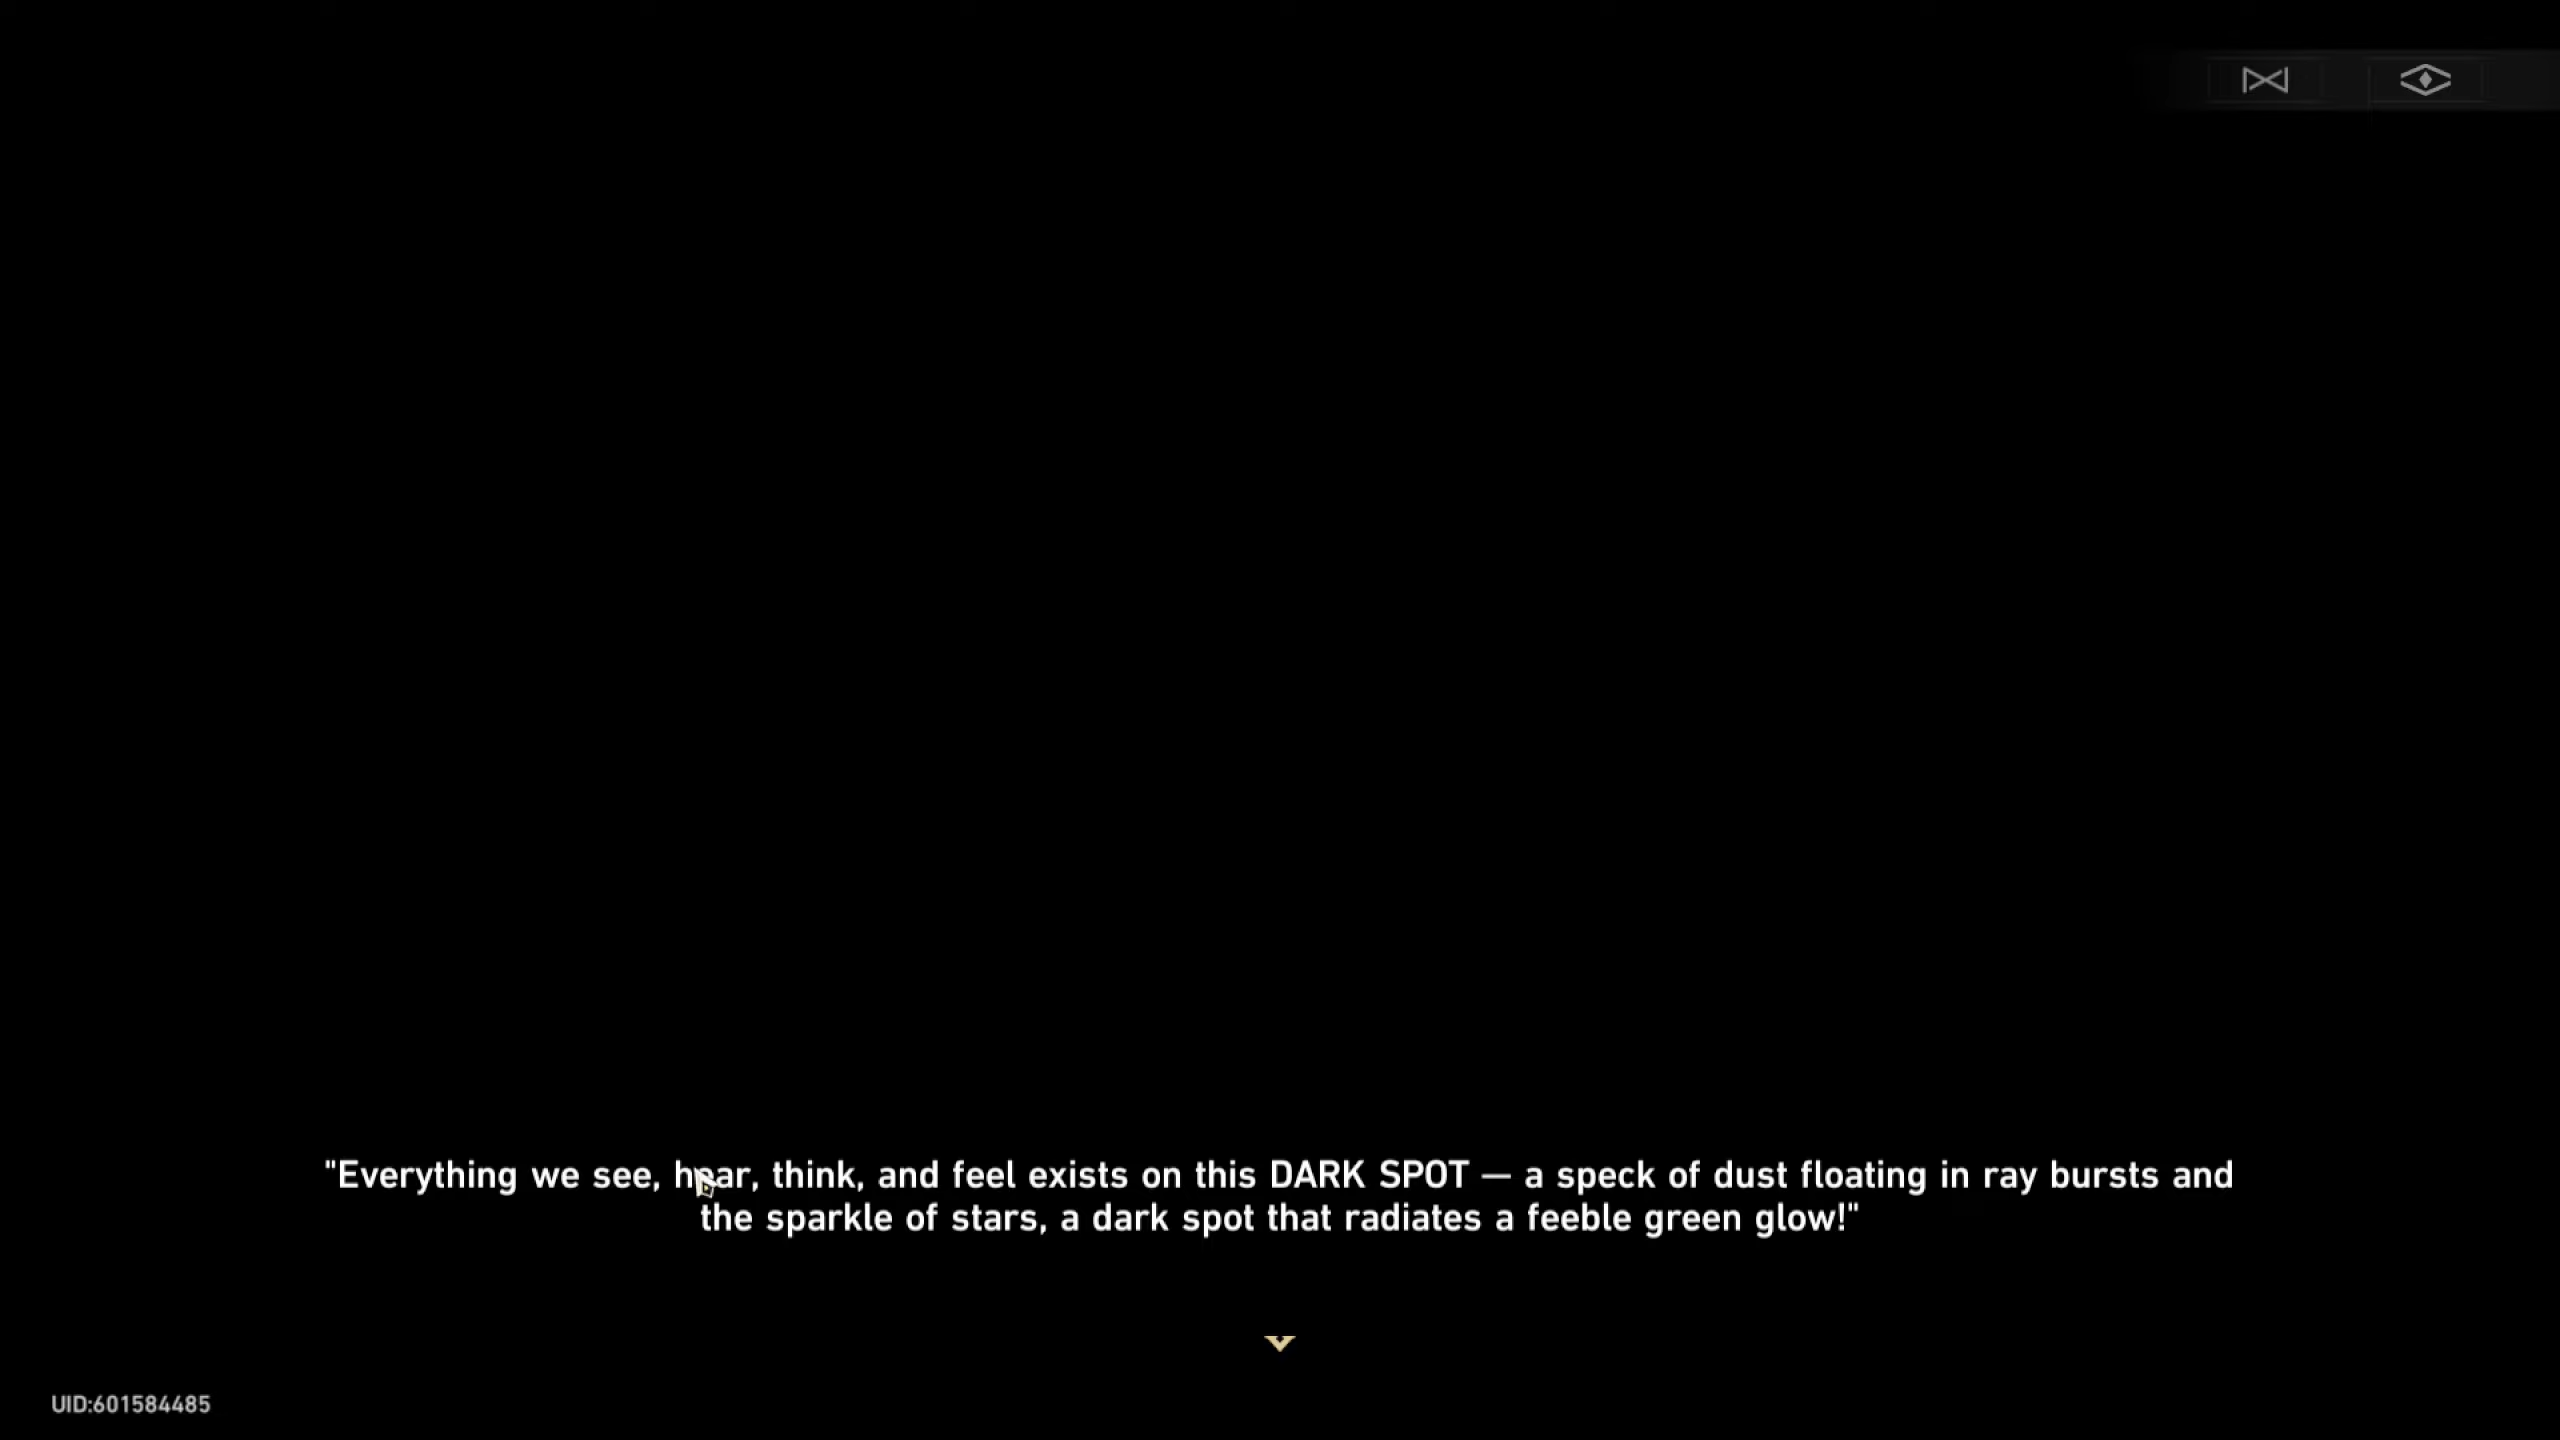 "Everything we see, hear, think, and feel exists on this DARK SPOT — a speck of dust floating in ray bursts and
the sparkle of stars, a dark spot that radiates a feeble green glow!"
UID:601584485